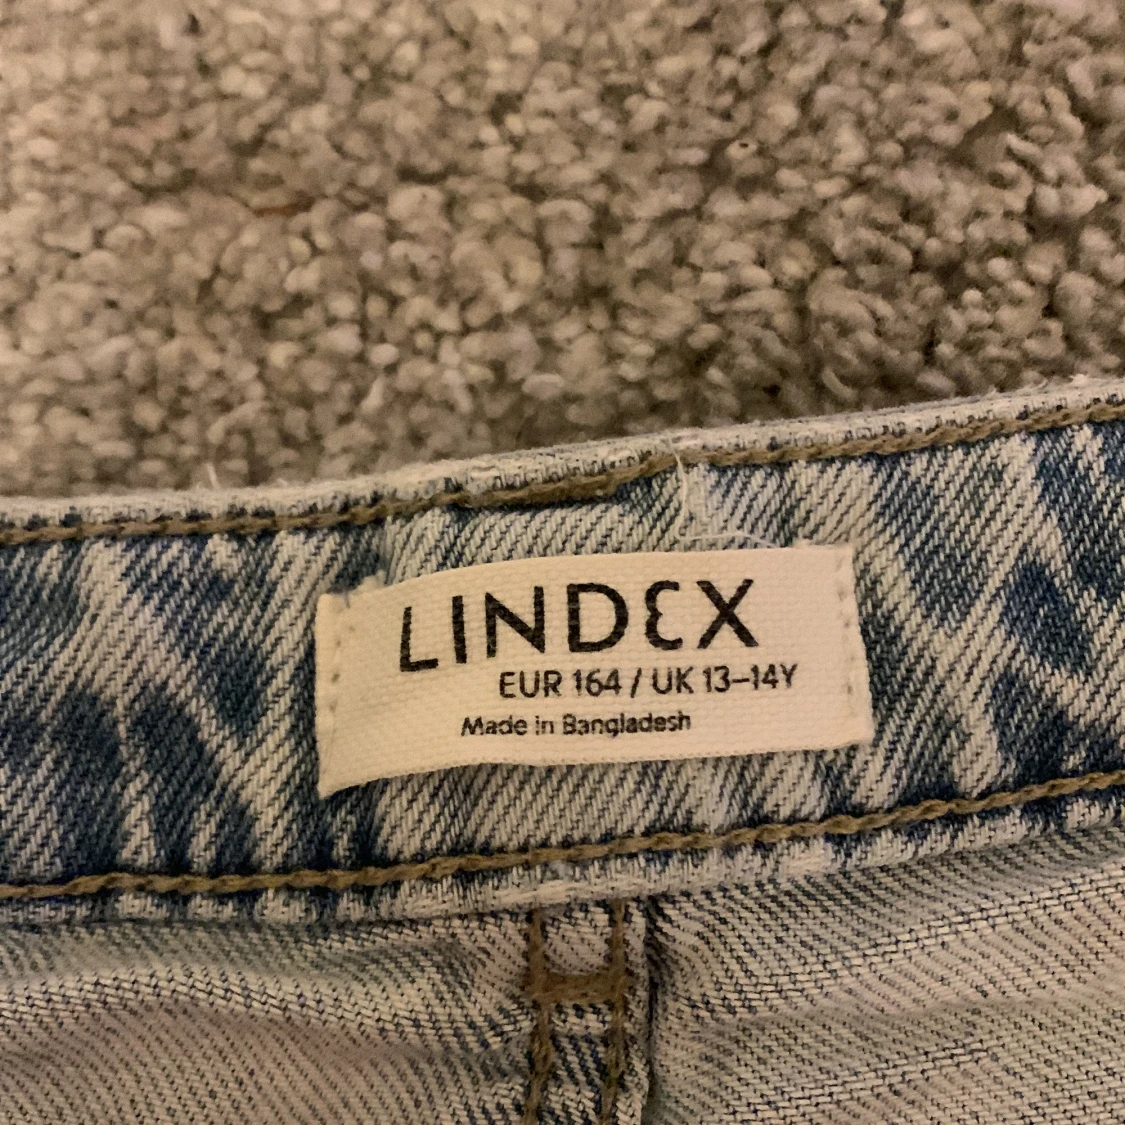 LINDEX
EUR 164 / UK 13–14Y
Made in Bangladesh